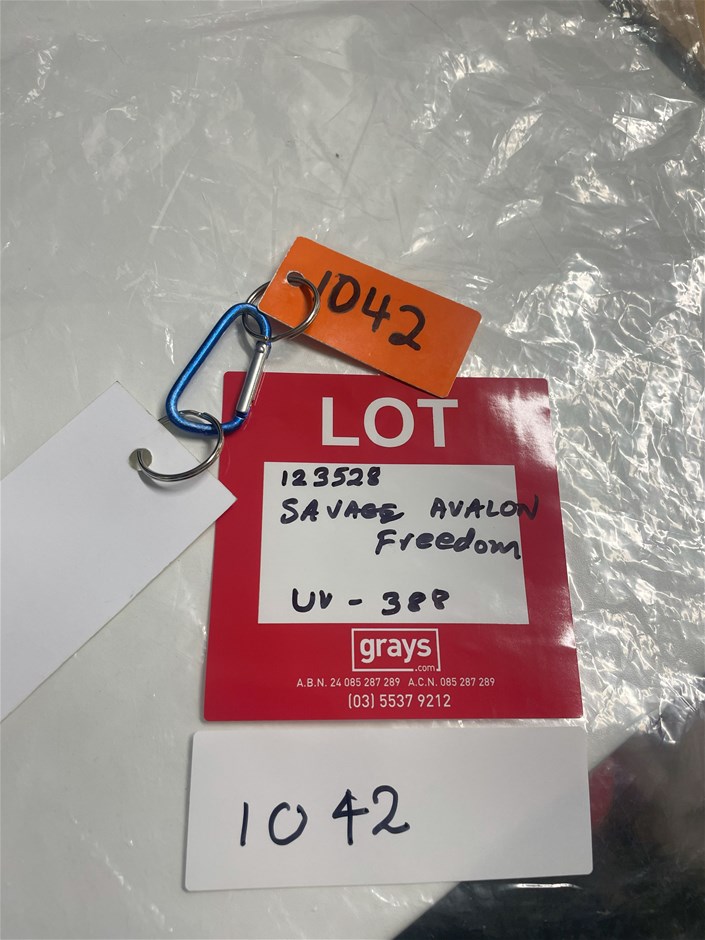 1042
LOT
123528
SAVAGE AVALON
Freedom
UV - 388
grays
.com
A.B.N. 24 085 287 289 A.C.N. 085 287 289
(03) 5537 9212
1042